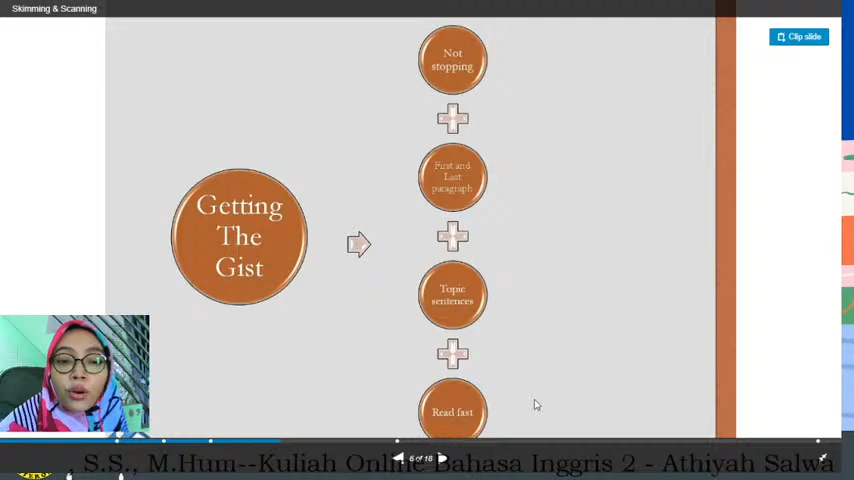 Skimming & Scanning
Clip slide
Not
stopping
First and
Last
paragraph
Getting
The
Gist
Topic
sentences
Read fast
6 of 18
, S.S., M.Hum--Kuliah Online Bahasa Inggris 2 - Athiyah Salwa